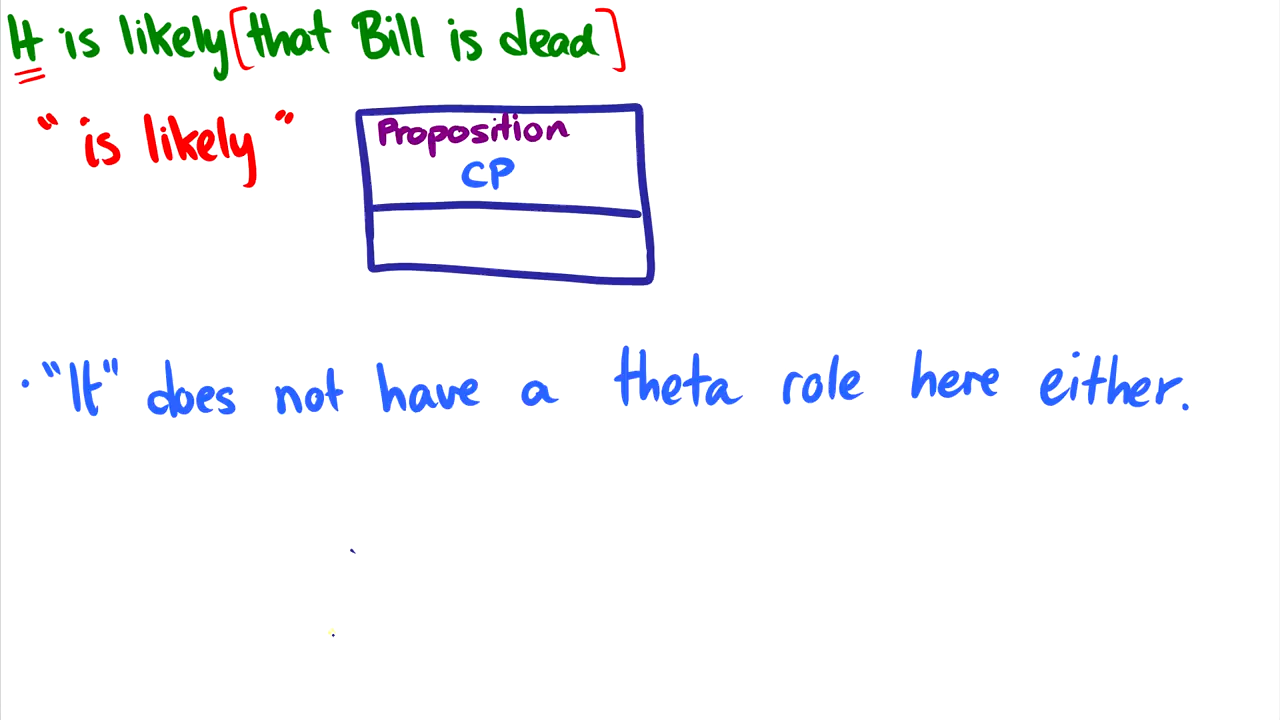 It is likely [that Bill is dead]
"is likely"
Proposition
CP
• "It" does not have a theta role here either.